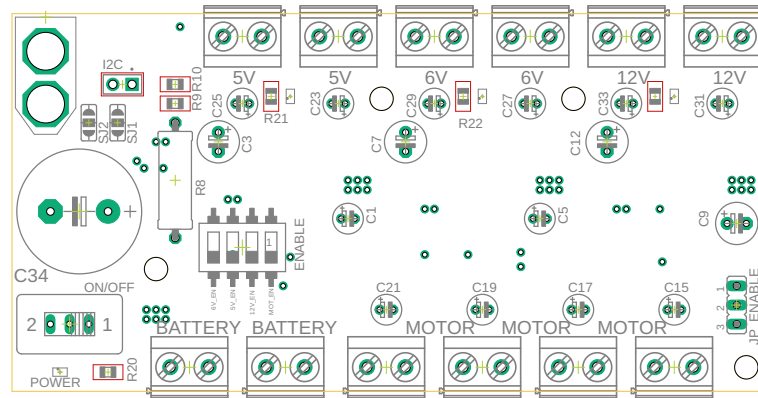 I2C
R10
R9
5V
5V
6V
6V
12V
12V
C25
C23
C29
C27
C33
C31
R21
R22
SJ2
SJ1
C3
C7
C12
R8
C1
C5
C9
1
ENABLE
C34
6V_EN
5V_EN
12V_EN
MOT_EN
ON/OFF
2
1
C21
C19
C17
C15
1
2
3
JP_ENABLE
BATTERY
BATTERY
MOTOR
MOTOR
MOTOR
POWER
R20